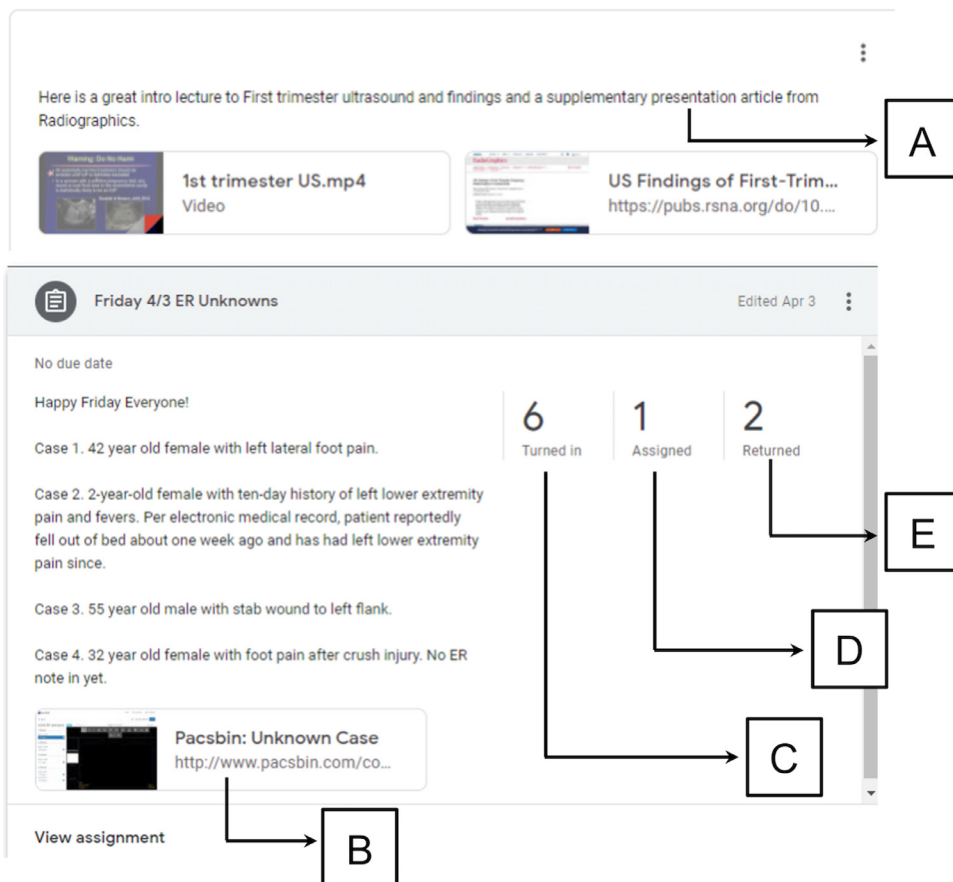 Here is a great intro lecture to First trimester ultrasound and findings and a supplementary presentation article from
Radiographics.
A
Warning: Do No Harm
1st trimester US.mp4
Video
US Findings of First-Trim...
https://pubs.rsna.org/do/10....
Friday 4/3 ER Unknowns
Edited Apr 3
No due date
Happy Friday Everyone!
6
Turned in
1
Assigned
2
Returned
Case 1. 42 year old female with left lateral foot pain.
Case 2. 2-year-old female with ten-day history of left lower extremity
pain and fevers. Per electronic medical record, patient reportedly
fell out of bed about one week ago and has had left lower extremity
pain since.
E
Case 3. 55 year old male with stab wound to left flank.
D
Case 4. 32 year old female with foot pain after crush injury. No ER
note in yet.
Pacsbin: Unknown Case
http://www.pacsbin.com/co...
C
View assignment
B